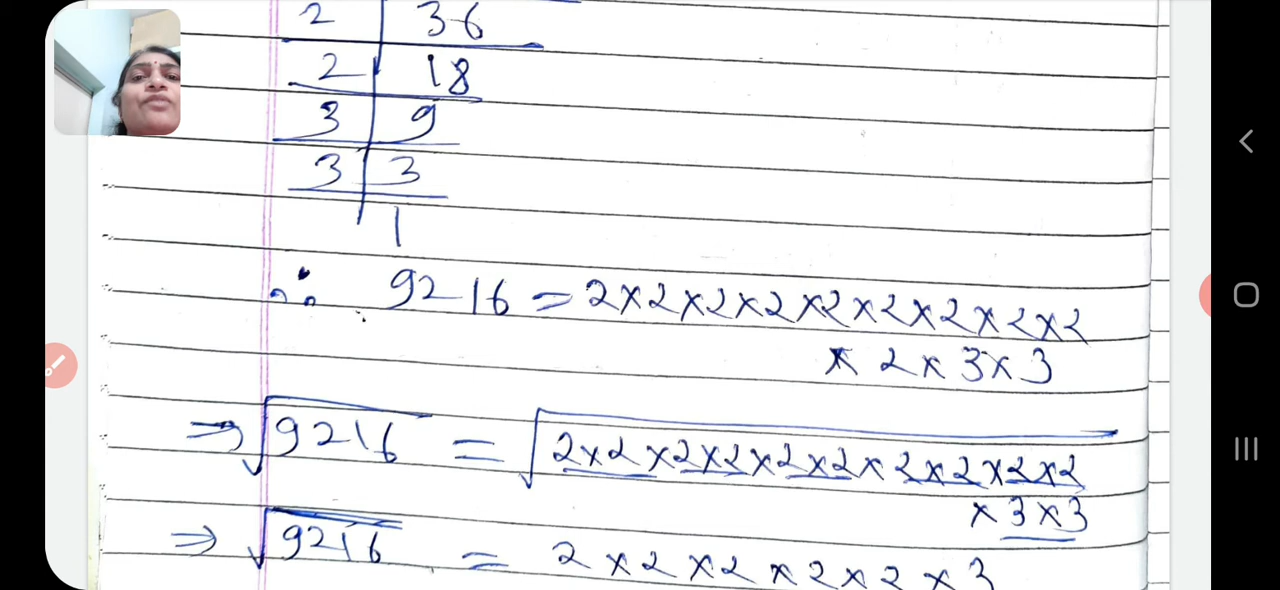 2 | 36
2 | 18
3 | 9
3 | 3
1
∴ 9216 = 2×2×2×2×2×2×2×2×2
× 2×3×3
⇒ √9216 = √2×2×2×2×2×2×2×2×2×2
× 3×3
⇒ √9216 = 2×2×2×2×2×3